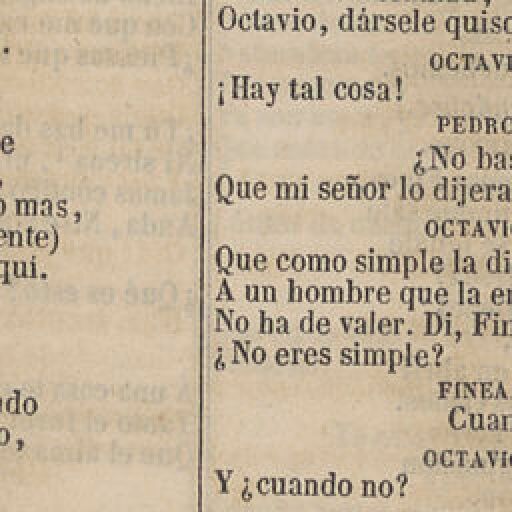 e
mas,
ente)
qui.
ndo
o,
Octavio, dársele quiso
OCTAVI
¡Hay tal cosa!
PEDRO
¿No bas
Que mi señor lo dijera
OCTAVI
Que como simple la di
A un hombre que la en
No ha de valer. Di, Fin
¿No eres simple?
FINEA.
Cuan
OCTAVIO
Y ¿cuando no?